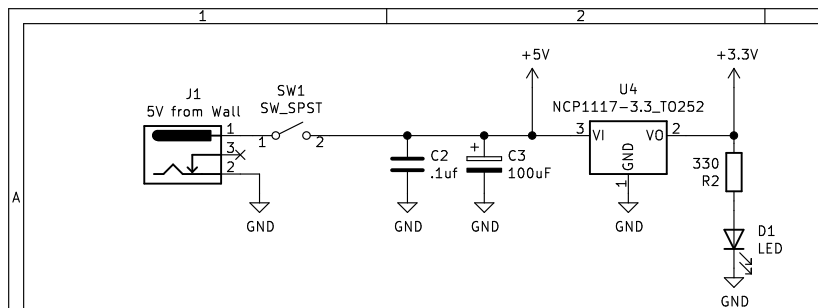 1 2
A
J1
5V from Wall
1
3
2
SW1
SW_SPST
1 2
C2
.1uf
+ C3
100uF
GND GND GND
+5V
U4
NCP1117-3.3_TO252
3 VI VO 2
GND
1
GND
+3.3V
330
R2
D1
LED
GND